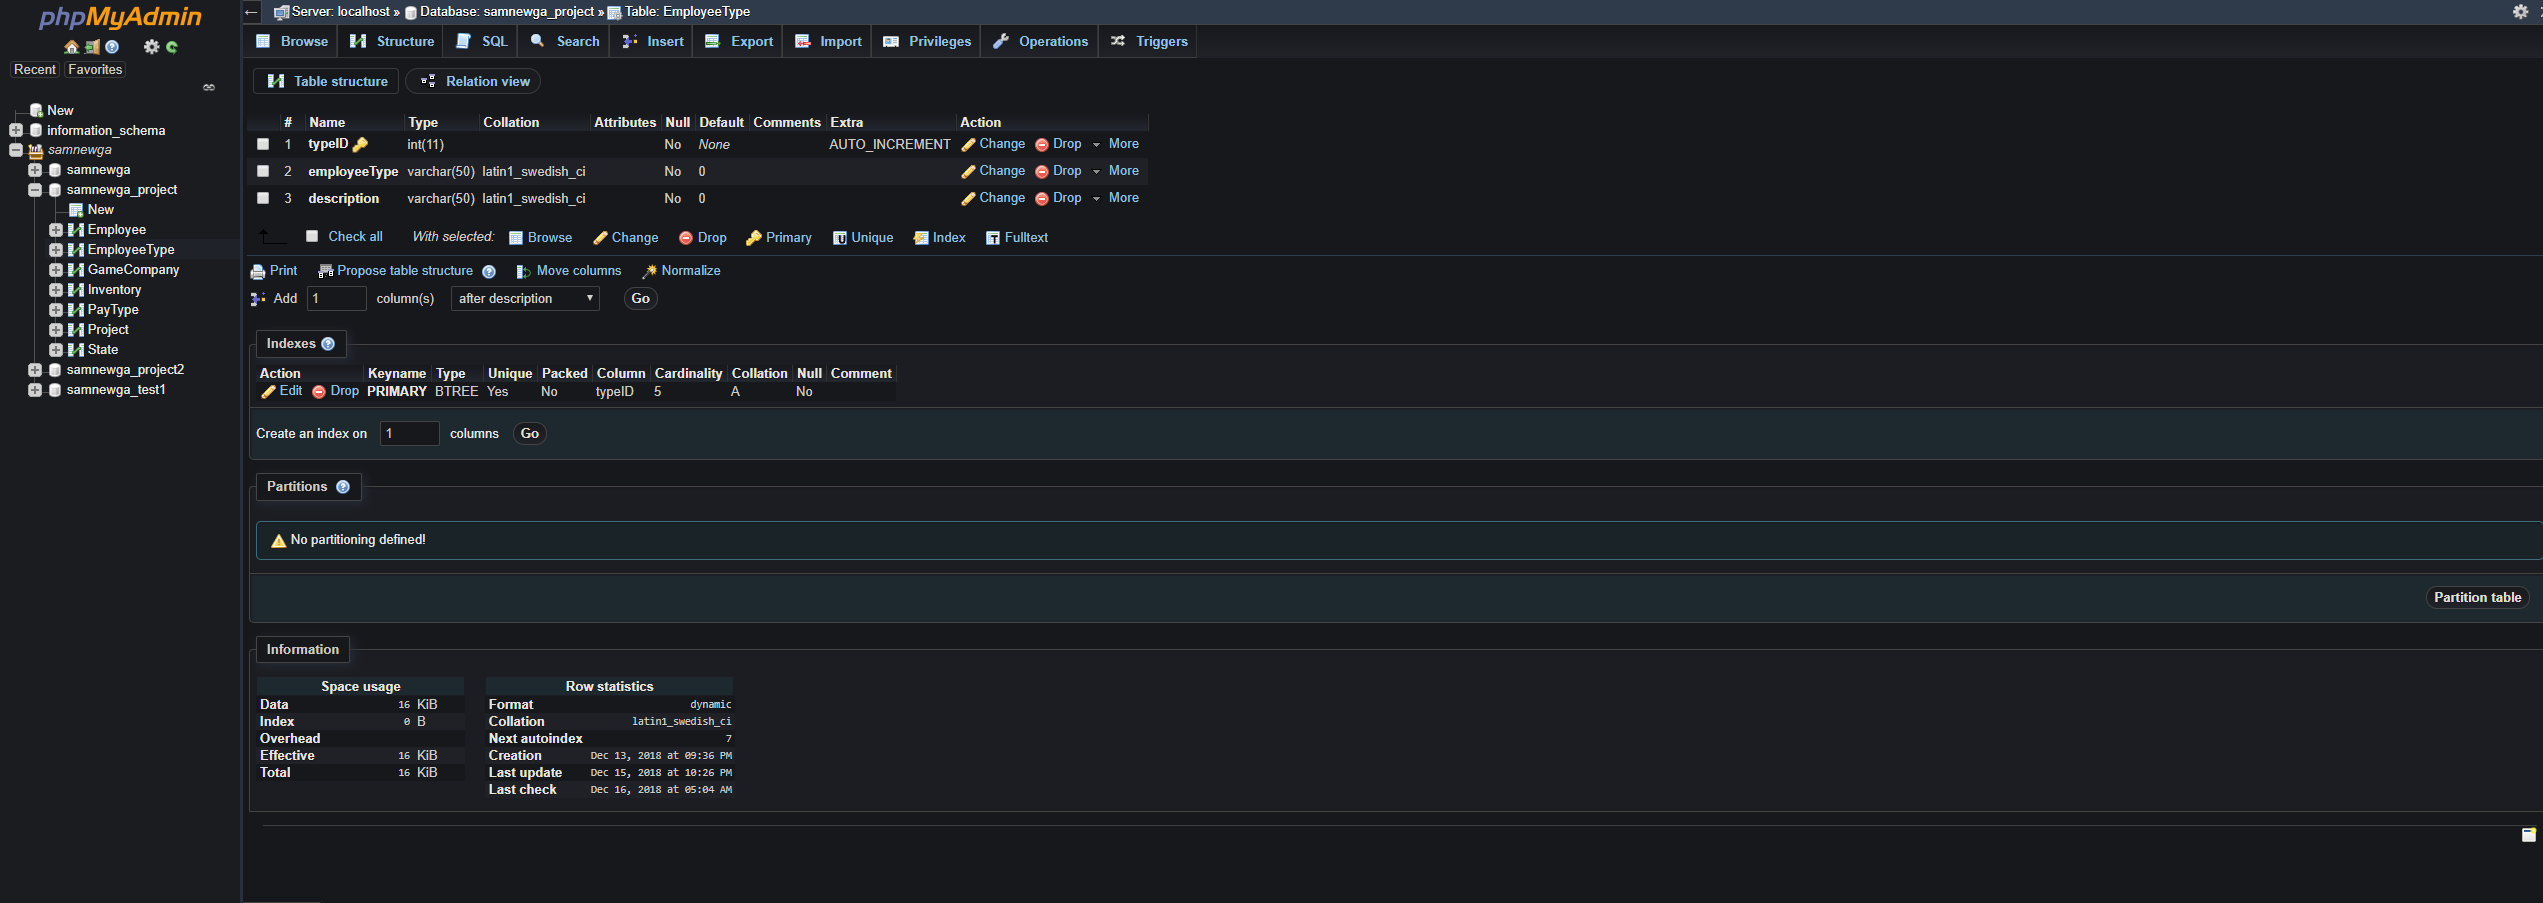 phpMyAdmin
Recent Favorites
New
information_schema
samnewga
samnewga
samnewga_project
New
Employee
EmployeeType
GameCompany
Inventory
PayType
Project
State
samnewga_project2
samnewga_test1
Server: localhost » Database: samnewga_project » Table: EmployeeType
Browse Structure SQL Search Insert Export Import Privileges Operations Triggers
Table structure Relation view
# Name Type Collation Attributes Null Default Comments Extra Action
1 typeID int(11) No None AUTO_INCREMENT Change Drop More
2 employeeType varchar(50) latin1_swedish_ci No 0 Change Drop More
3 description varchar(50) latin1_swedish_ci No 0 Change Drop More
Check all With selected: Browse Change Drop Primary Unique Index Fulltext
Print Propose table structure Move columns Normalize
Add 1 column(s) after description Go
Indexes
Action Keyname Type Unique Packed Column Cardinality Collation Null Comment
Edit Drop PRIMARY BTREE Yes No typeID 5 A No
Create an index on 1 columns Go
Partitions
No partitioning defined!
Partition table
Information
Space usage
Data 16 KiB
Index 0 B
Overhead
Effective 16 KiB
Total 16 KiB
Row statistics
Format dynamic
Collation latin1_swedish_ci
Next autoindex 7
Creation Dec 13, 2018 at 09:36 PM
Last update Dec 15, 2018 at 10:26 PM
Last check Dec 16, 2018 at 05:04 AM